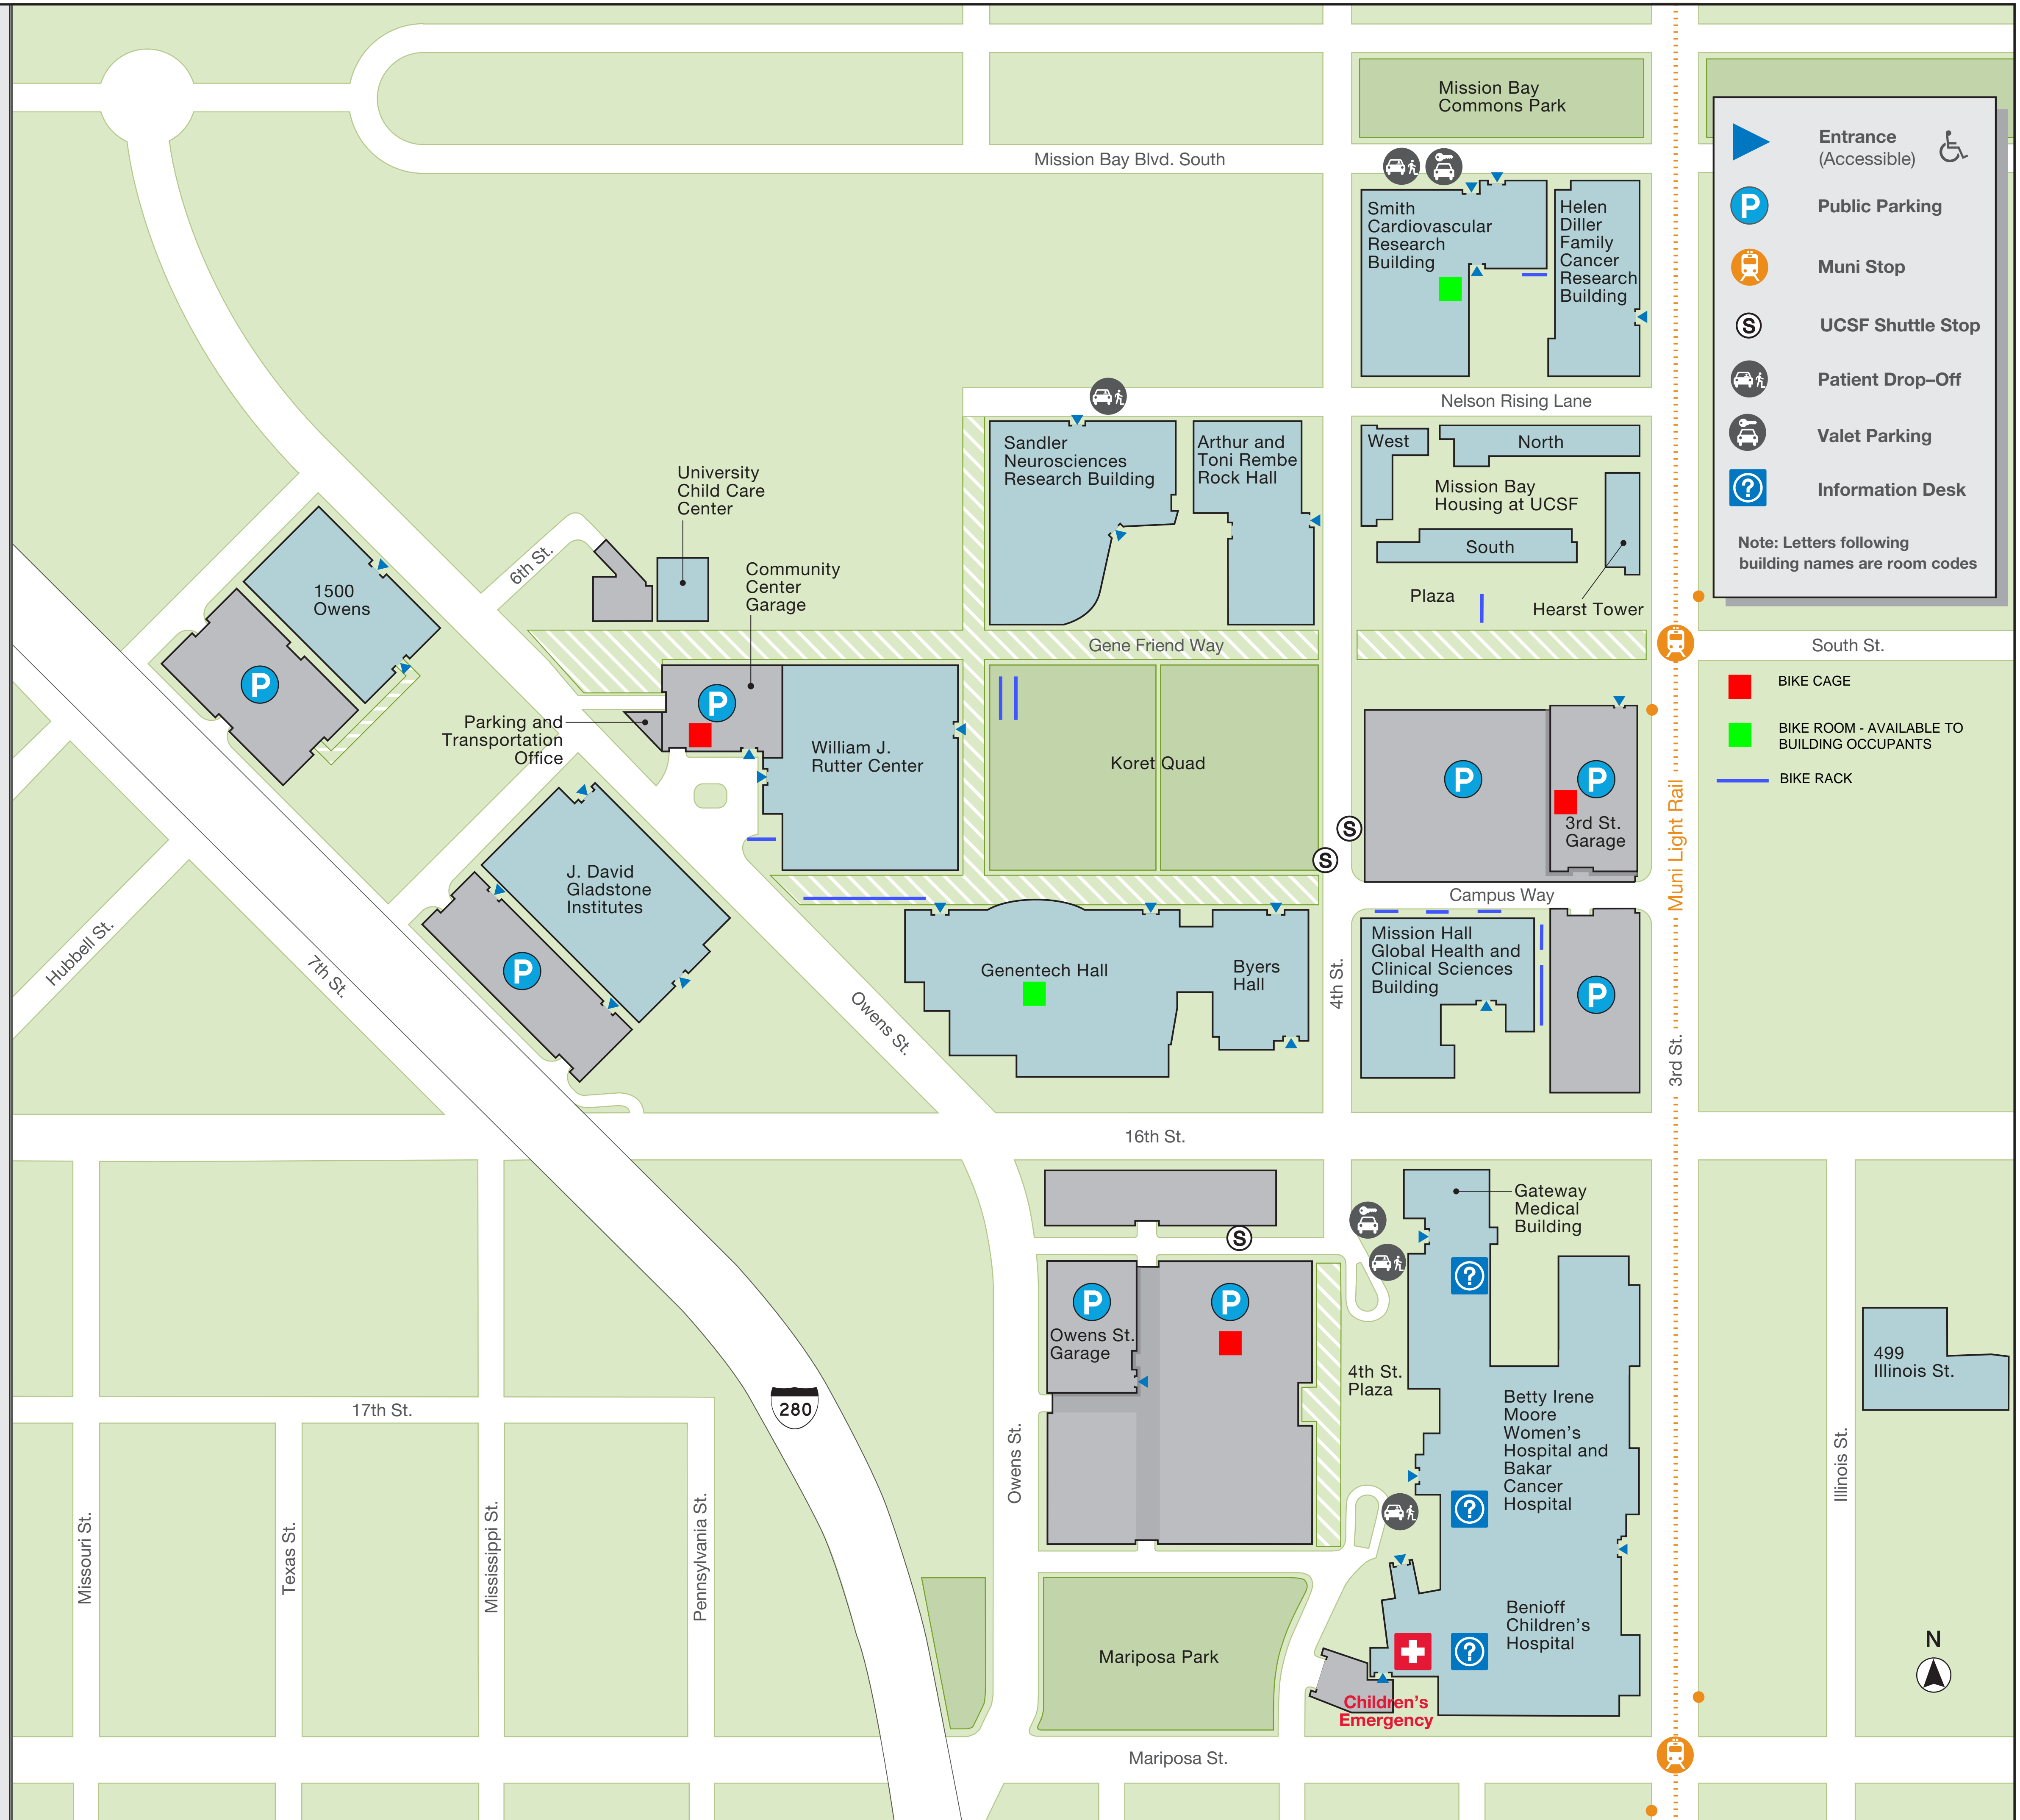 Mission Bay
Commons Park
Mission Bay Blvd. South
Smith
Cardiovascular
Research
Building
Helen
Diller
Family
Cancer
Research
Building
Nelson Rising Lane
Entrance
(Accessible)
P
Public Parking
Muni Stop
S
UCSF Shuttle Stop
Patient Drop–Off
Valet Parking
?
Information Desk
Note: Letters following
building names are room codes
Sandler
Neurosciences
Research Building
Arthur and
Toni Rembe
Rock Hall
West
North
Mission Bay
Housing at UCSF
South
Plaza
Hearst Tower
University
Child Care
Center
6th St.
Community
Center
Garage
1500
Owens
P
Gene Friend Way
South St.
BIKE CAGE
BIKE ROOM - AVAILABLE TO
BUILDING OCCUPANTS
BIKE RACK
Parking and
Transportation
Office
P
William J.
Rutter Center
Koret Quad
P
P
3rd St.
Garage
S
S
Muni Light Rail
Campus Way
J. David
Gladstone
Institutes
P
Hubbell St.
7th St.
Owens St.
Genentech Hall
Byers
Hall
4th St.
Mission Hall
Global Health and
Clinical Sciences
Building
P
3rd St.
16th St.
Gateway
Medical
Building
S
?
P
P
Owens St.
Garage
4th St.
Plaza
499
Illinois St.
Betty Irene
Moore
Women’s
Hospital and
Bakar
Cancer
Hospital
?
17th St.
280
Owens St.
Illinois St.
Missouri St.
Texas St.
Mississippi St.
Pennsylvania St.
Benioff
Children’s
Hospital
?
Mariposa Park
Children’s
Emergency
N
Mariposa St.